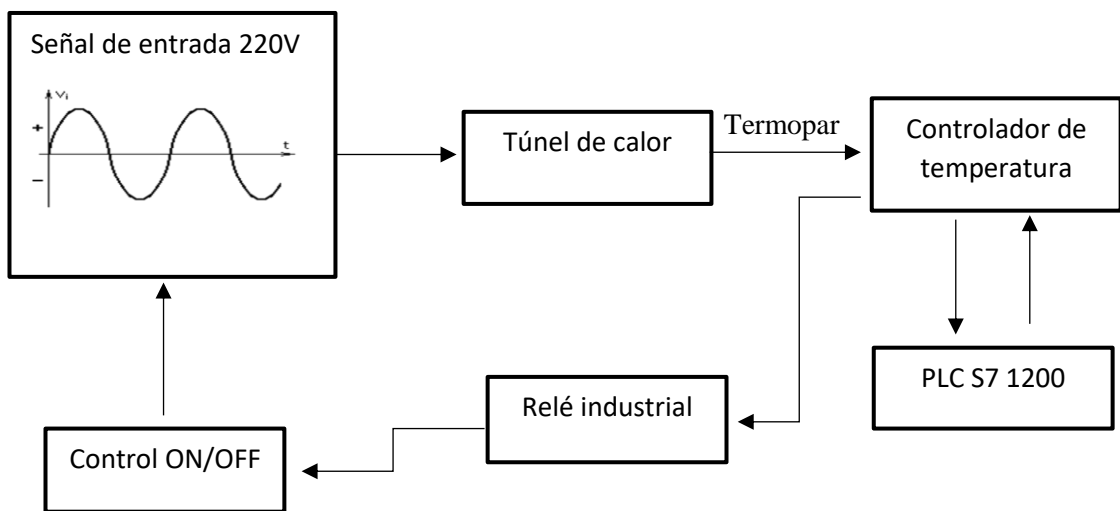 Señal de entrada 220V
Vi
+
t
−
Túnel de calor
Termopar
Controlador de
temperatura
PLC S7 1200
Relé industrial
Control ON/OFF